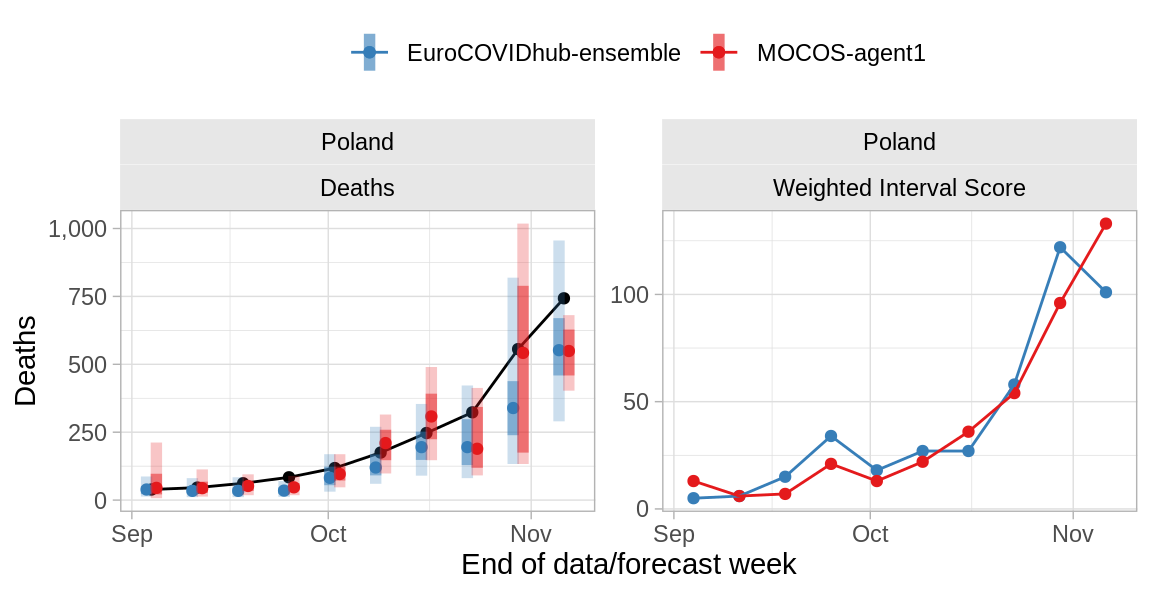 EuroCOVIDhub-ensemble MOCOS-agent1
Poland
Deaths
Poland
Weighted Interval Score
Deaths
1,000
750
500
250
0
Sep Oct Nov
100
50
0
Sep Oct Nov
End of data/forecast week